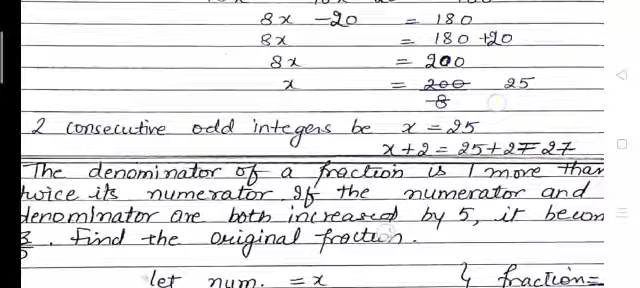 8x - 20 = 180
8x = 180 + 20
8x = 200
x = 200/8 25
2 consecutive odd integers be x = 25
x + 2 = 25 + 2 = 27
The denominator of a fraction is 1 more than
twice its numerator. If the numerator and
denominator are both increased by 5, it becom
3/5. Find the original fraction.
let num. = x } fraction =